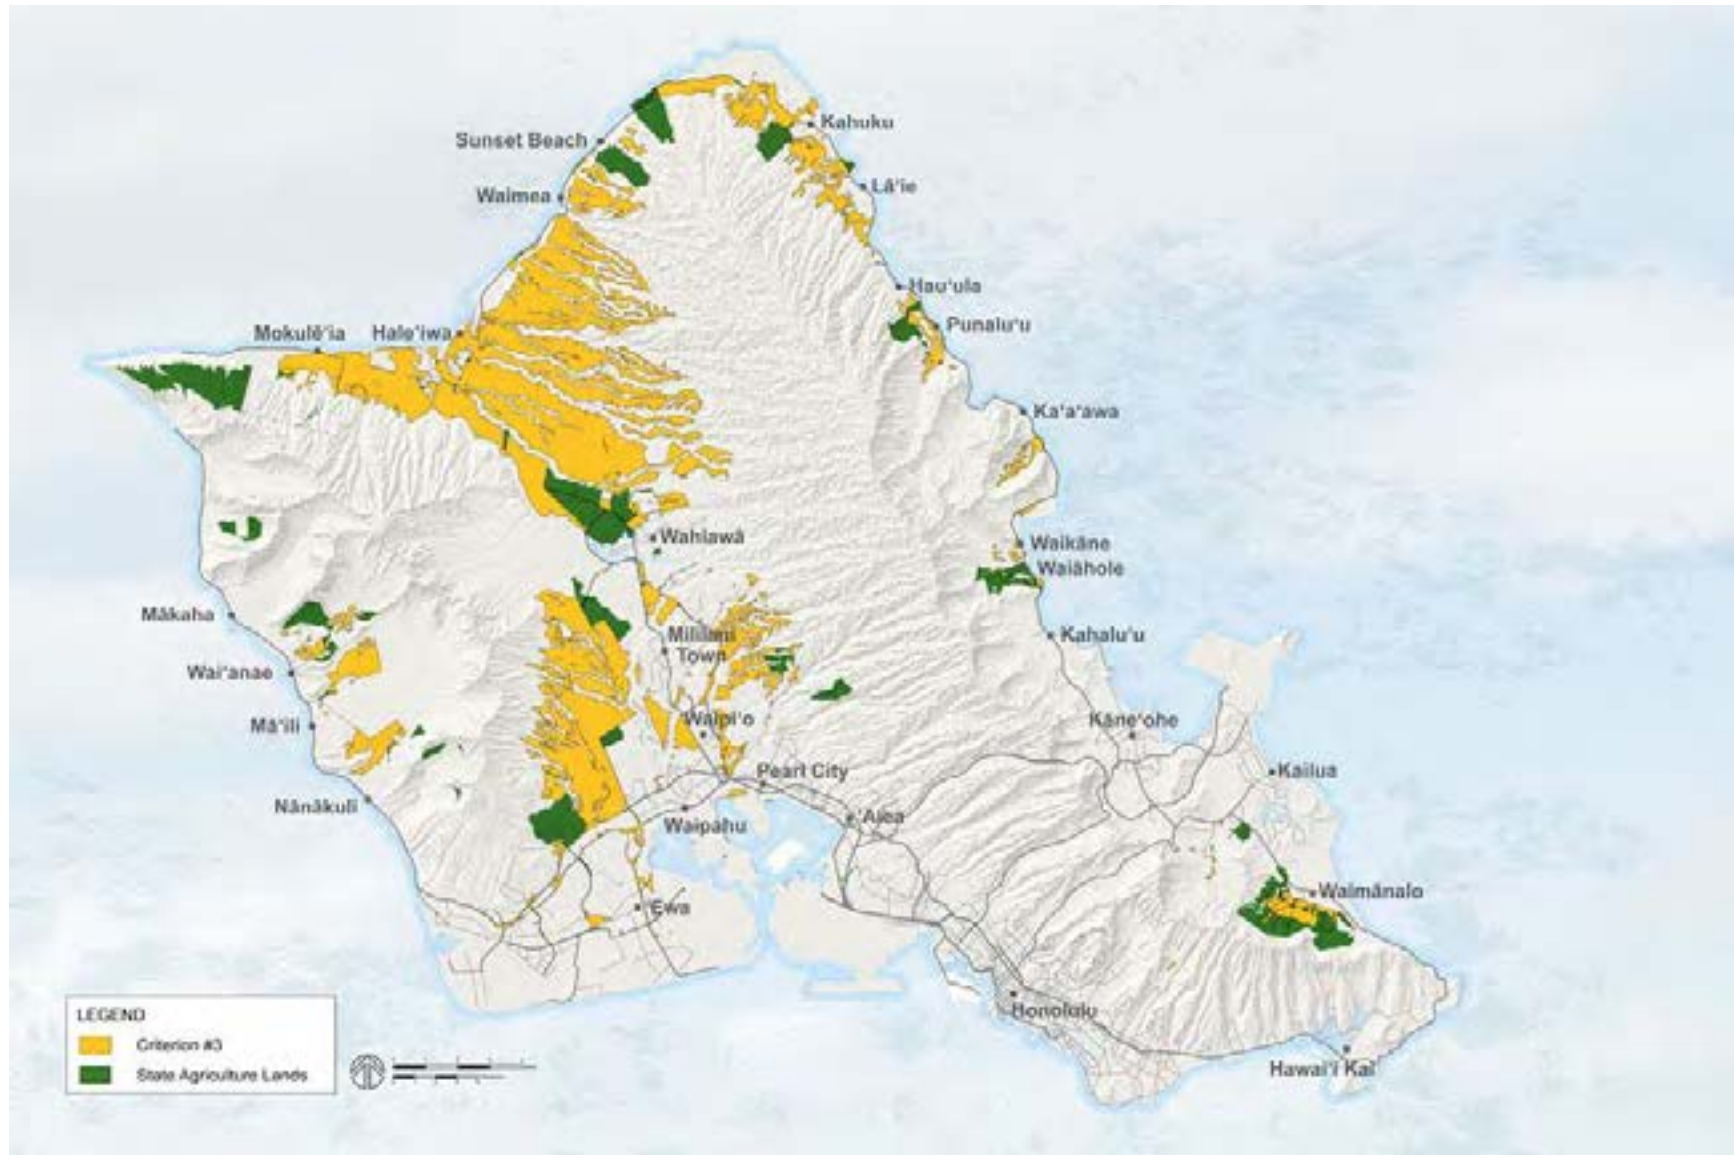 Kahuku
Sunset Beach
Lā‘ie
Waimea
Hau‘ula
Punalu‘u
Mokulē‘ia
Hale‘iwa
Ka‘a‘awa
Wahiawā
Waikāne
Waiāhole
Mākaha
Kahalu‘u
Mililani
Town
Wai‘anae
Mā‘ili
Waipi‘o
Kāne‘ohe
Pearl City
Kailua
Nānākuli
Waipahu
‘Aiea
Waimānalo
‘Ewa
Honolulu
Hawai‘i Kai
LEGEND
Criterion #3
State Agriculture Lands